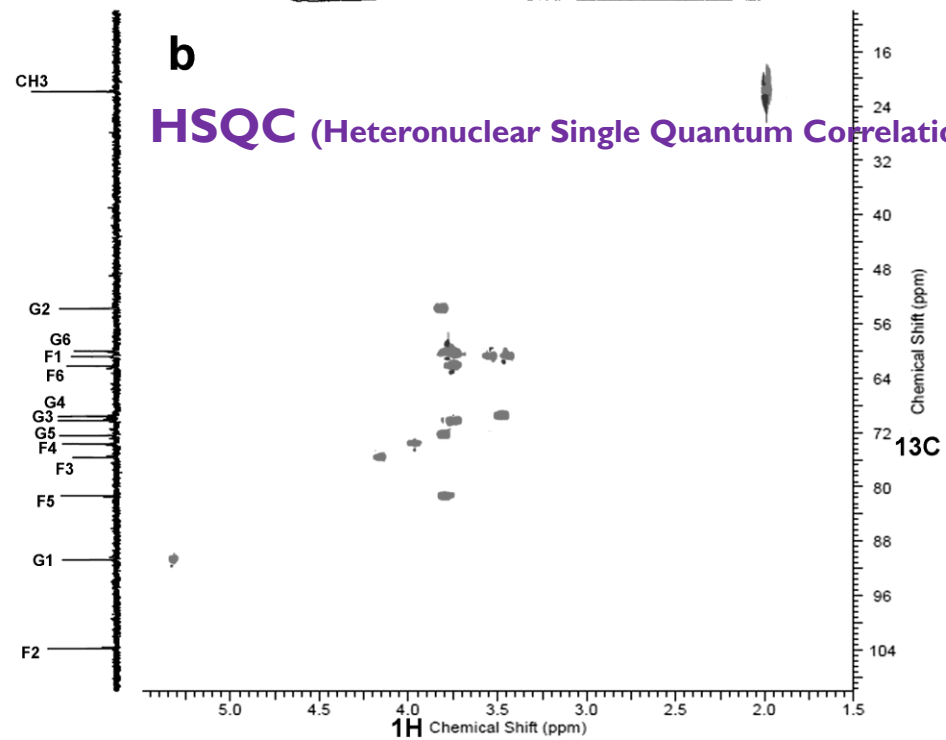 b
HSQC (Heteronuclear Single Quantum Correlatio
CH3
G2
G6
F1
F6
G4
G3
G5
F4
F3
F5
G1
F2
16
24
32
40
48
56
64
72
80
88
96
104
Chemical Shift (ppm)
13C
5.0 4.5 4.0 3.5 3.0 2.5 2.0 1.5
1H Chemical Shift (ppm)